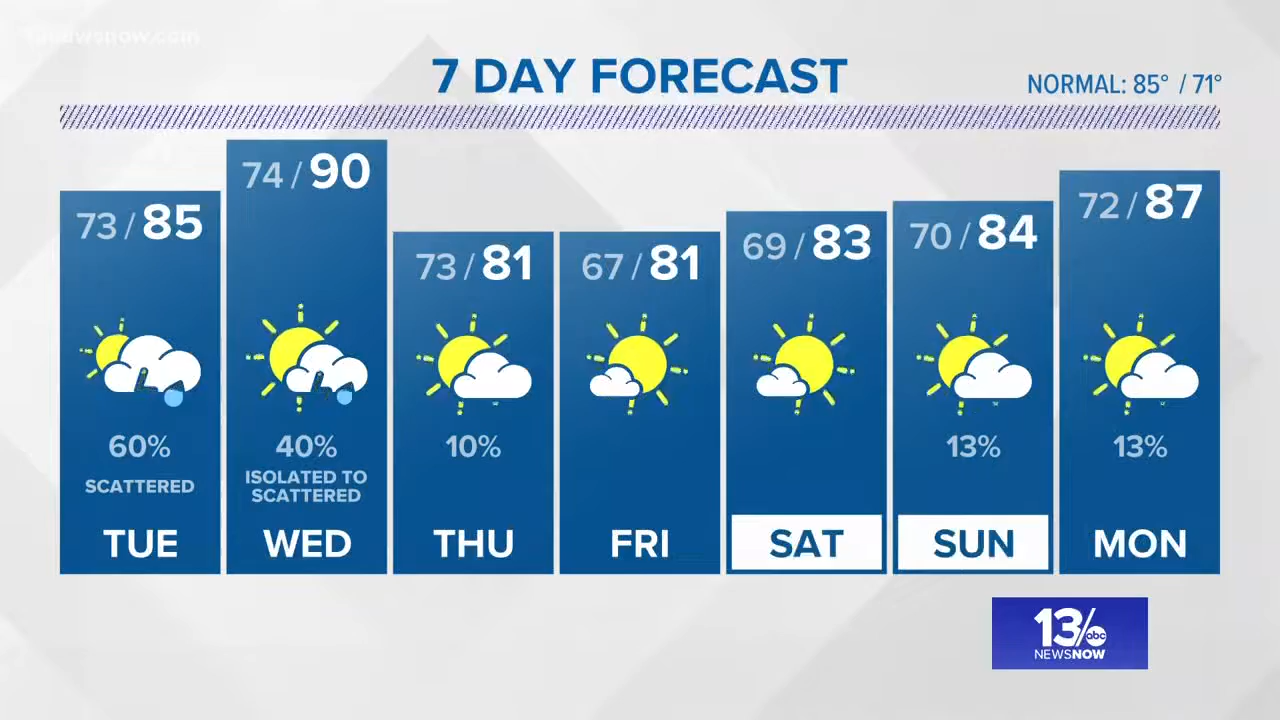 13newsnow.com
7 DAY FORECAST
NORMAL: 85° / 71°
73 / 85
60%
SCATTERED
TUE
74 / 90
40%
ISOLATED TO
SCATTERED
WED
73 / 81
10%
THU
67 / 81
FRI
69 / 83
SAT
70 / 84
13%
SUN
72 / 87
13%
MON
13 abc
NEWSNOW